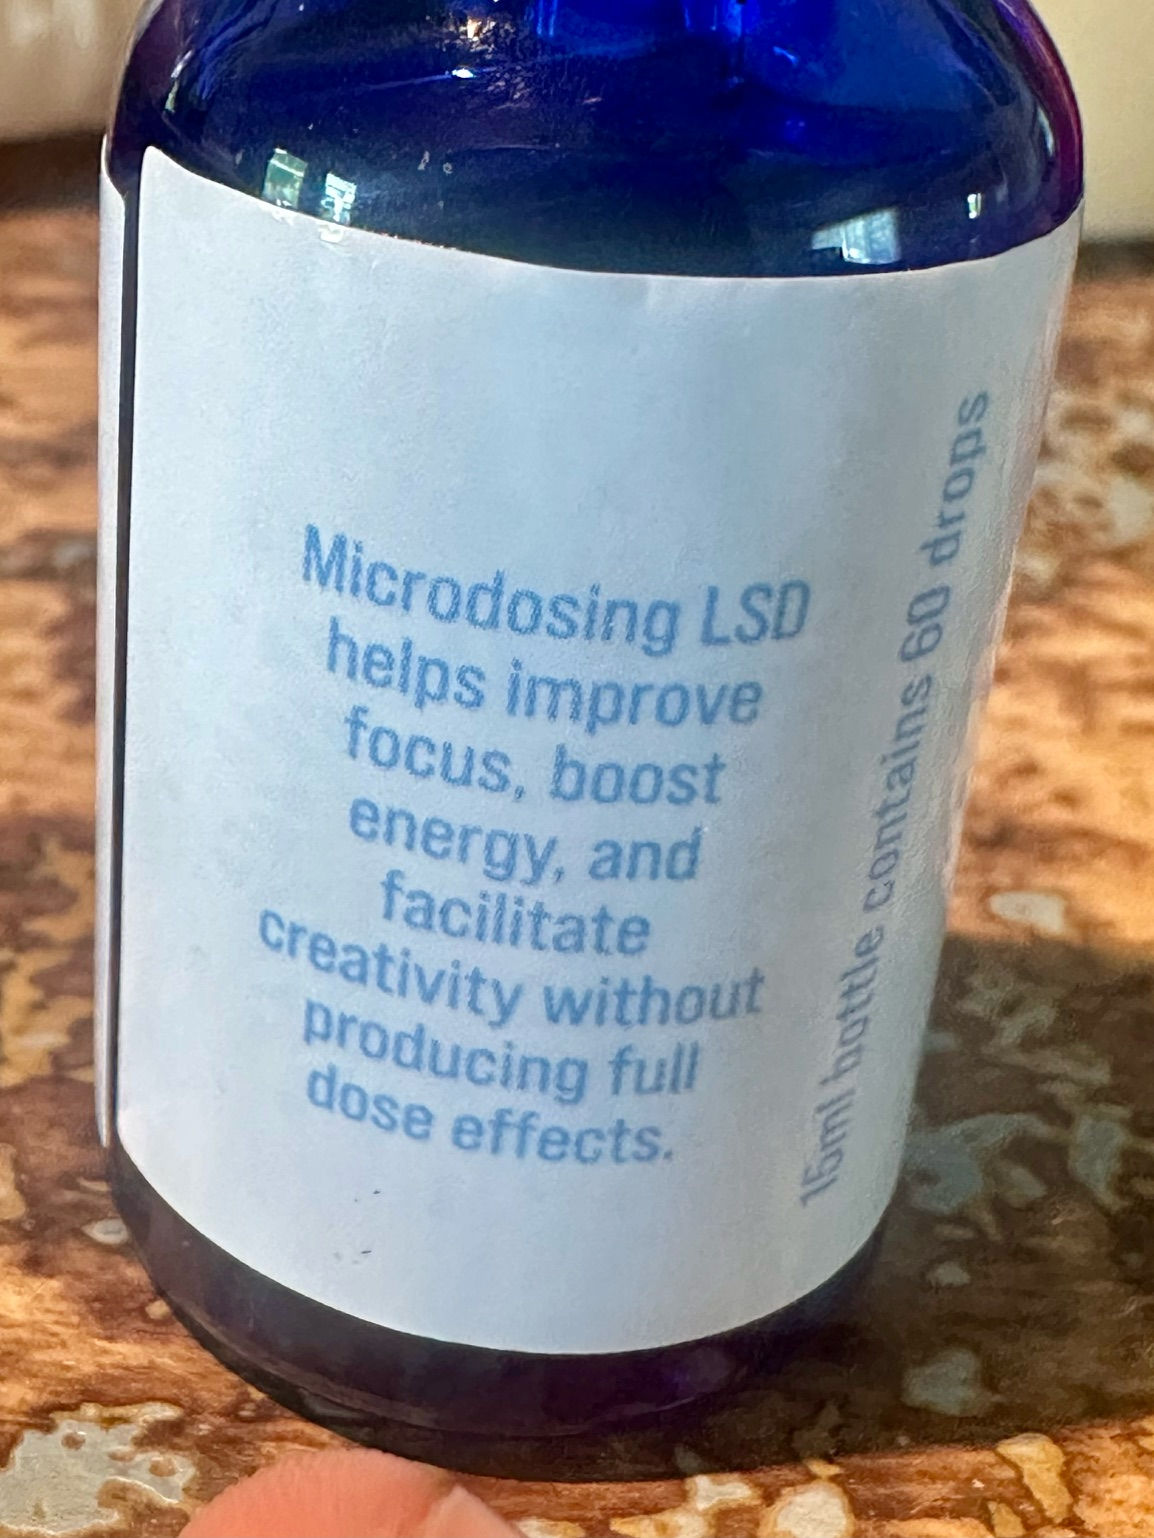 Microdosing LSD
helps improve
focus, boost
energy, and
facilitate
creativity without
producing full
dose effects.
15ml bottle contains 60 drops